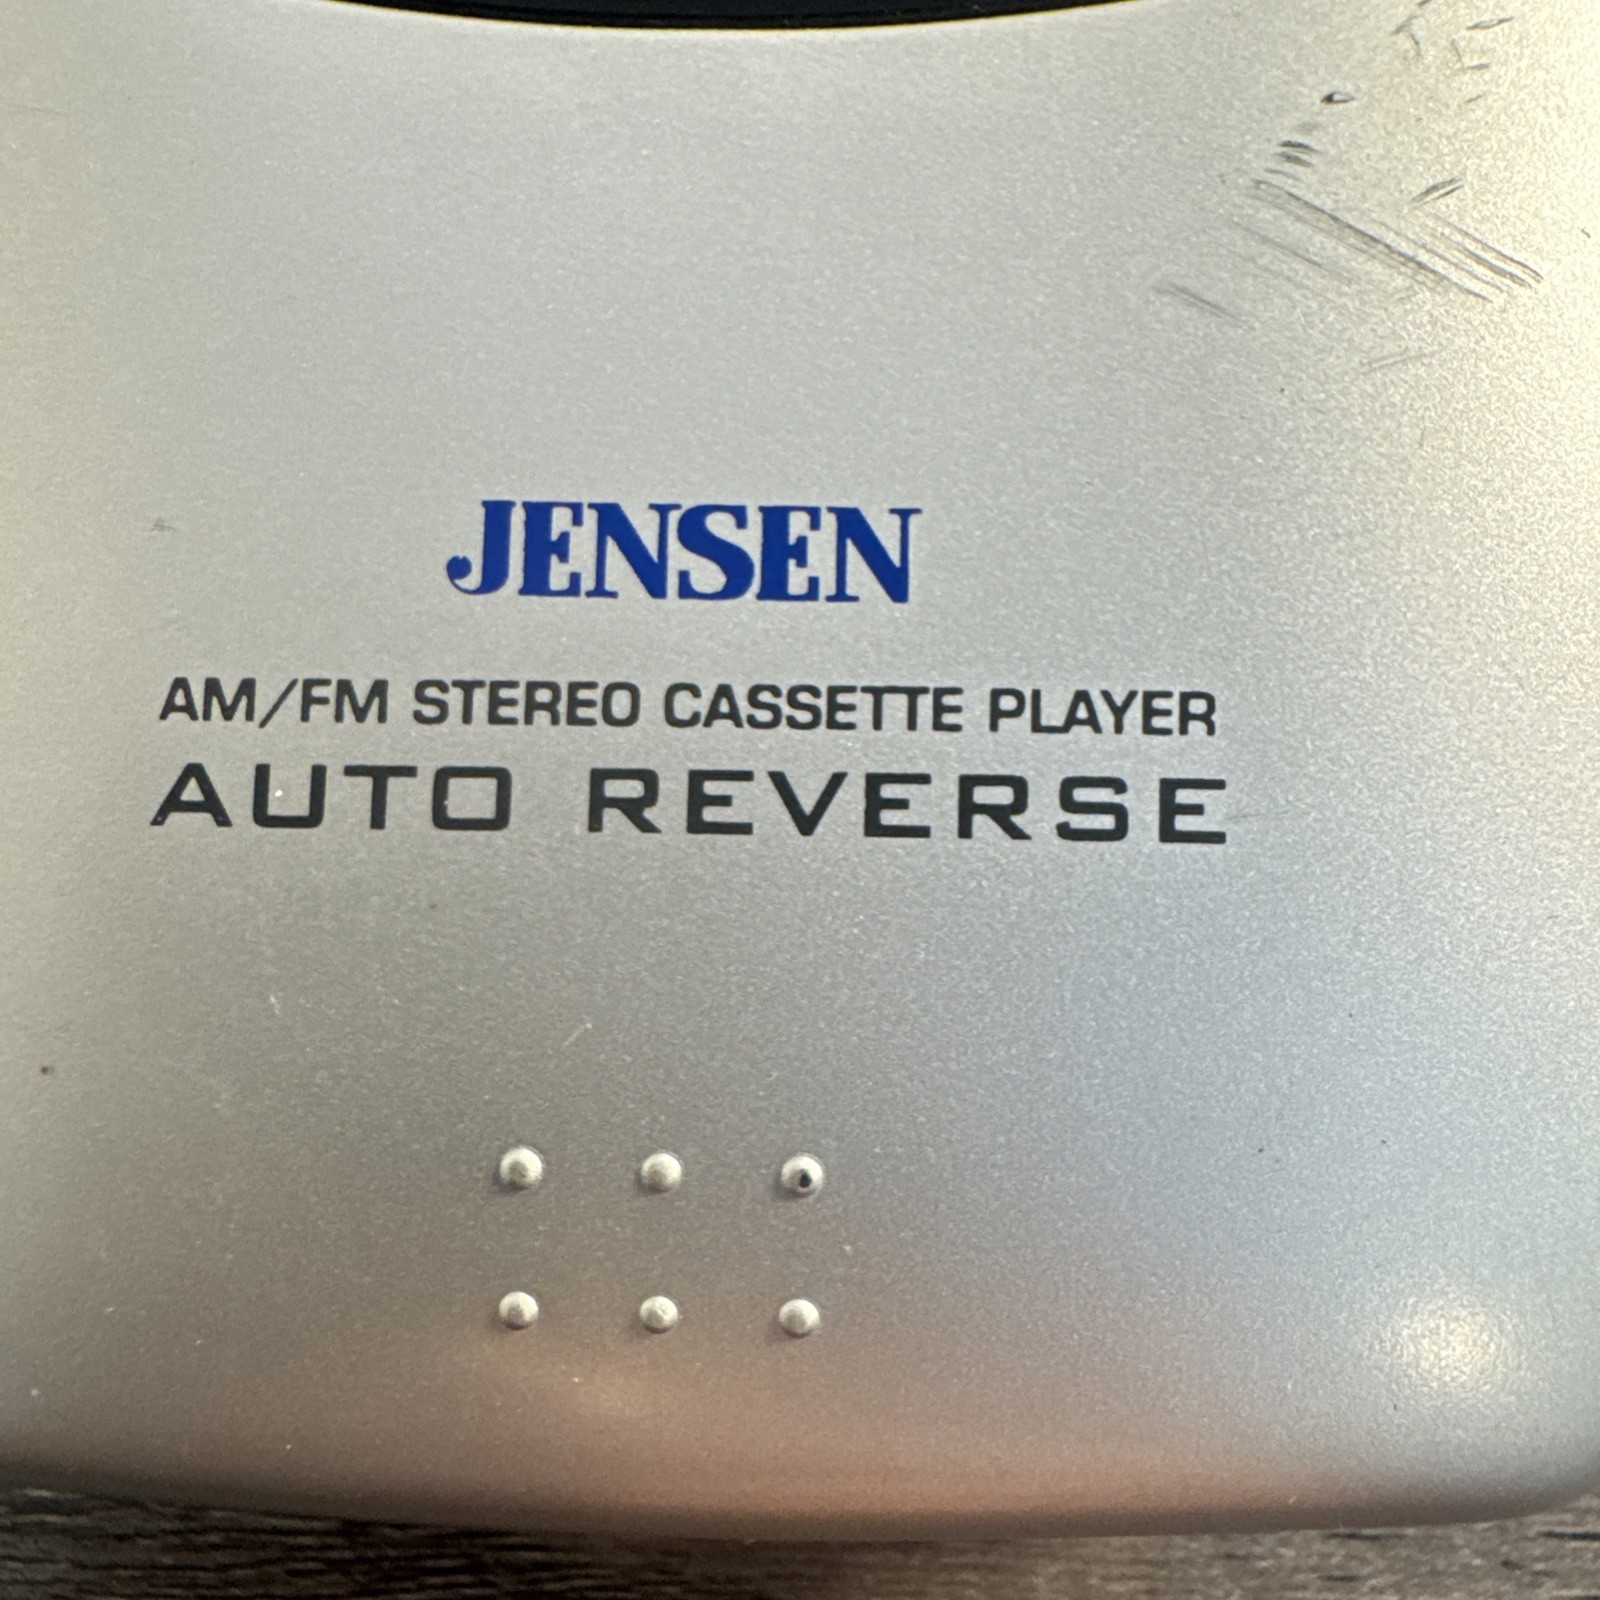 JENSEN
AM/FM STEREO CASSETTE PLAYER
AUTO REVERSE